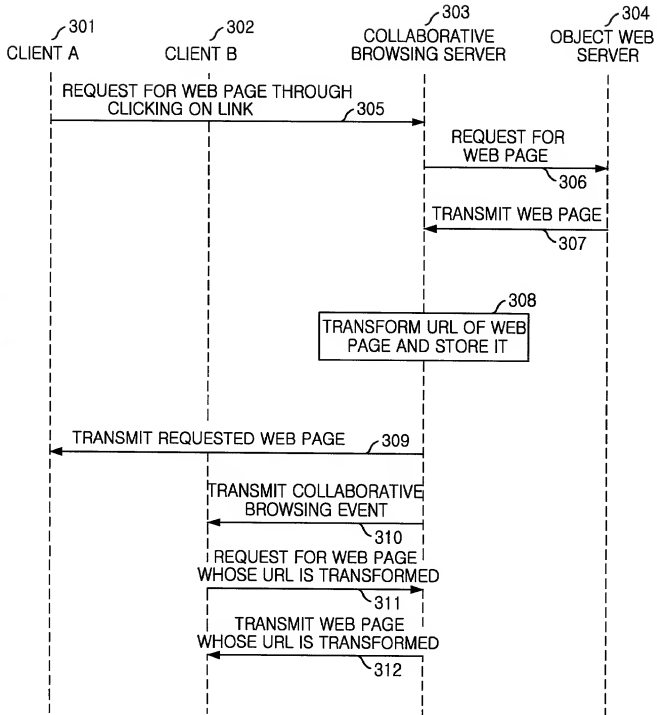 301
302
303
304
CLIENT A
CLIENT B
COLLABORATIVE
BROWSING SERVER
OBJECT WEB
SERVER
REQUEST FOR WEB PAGE THROUGH
CLICKING ON LINK
305
REQUEST FOR
WEB PAGE
306
TRANSMIT WEB PAGE
307
308
TRANSFORM URL OF WEB
PAGE AND STORE IT
TRANSMIT REQUESTED WEB PAGE
309
TRANSMIT COLLABORATIVE
BROWSING EVENT
310
REQUEST FOR WEB PAGE
WHOSE URL IS TRANSFORMED
311
TRANSMIT WEB PAGE
WHOSE URL IS TRANSFORMED
312